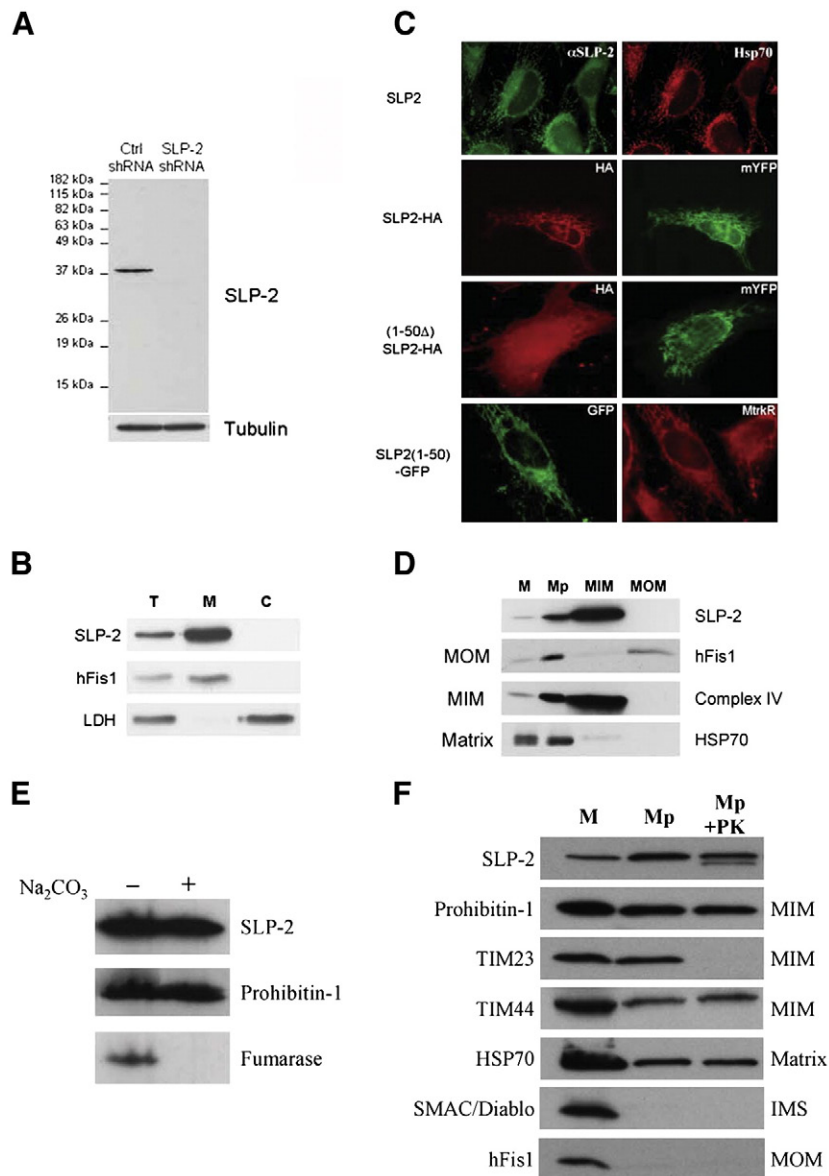 A
Ctrl SLP-2
shRNA shRNA
182 kDa
115 kDa
82 kDa
63 kDa
49 kDa
37 kDa
26 kDa
19 kDa
15 kDa
SLP-2
Tubulin
B
T M C
SLP-2
hFis1
LDH
C
αSLP-2 Hsp70
SLP2
HA mYFP
SLP2-HA
HA mYFP
(1-50Δ)
SLP2-HA
GFP MtrkR
SLP2(1-50)
-GFP
D
M Mp MIM MOM
SLP-2
MOM hFis1
MIM Complex IV
Matrix HSP70
E
Na₂CO₃ − +
SLP-2
Prohibitin-1
Fumarase
F
M Mp Mp
+PK
SLP-2
Prohibitin-1 MIM
TIM23 MIM
TIM44 MIM
HSP70 Matrix
SMAC/Diablo IMS
hFis1 MOM